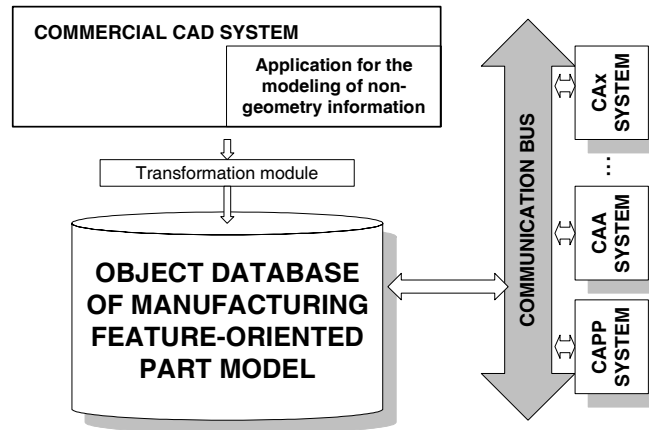 COMMERCIAL CAD SYSTEM
Application for the
modeling of non-
geometry information
Transformation module
OBJECT DATABASE
OF MANUFACTURING
FEATURE-ORIENTED
PART MODEL
COMMUNICATION BUS
CAx
SYSTEM
...
CAA
SYSTEM
CAPP
SYSTEM